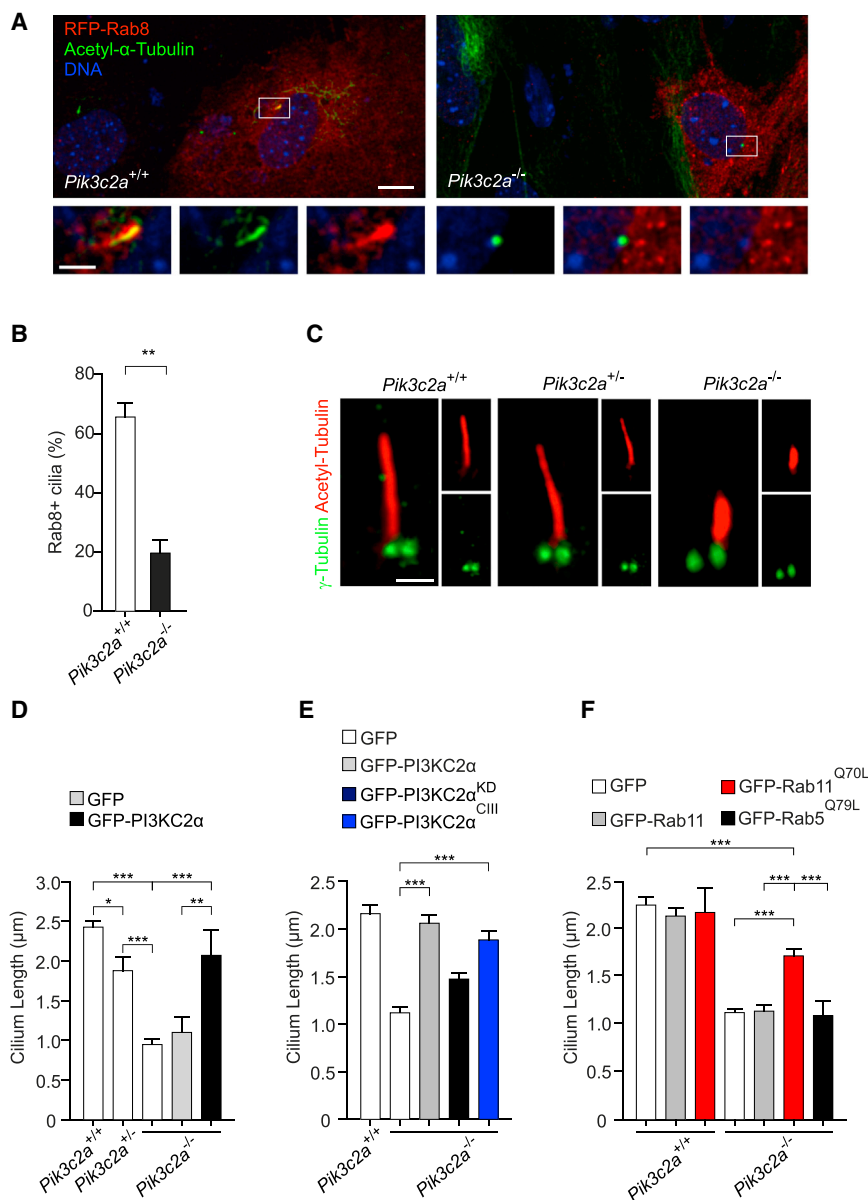 A
RFP-Rab8
Acetyl-α-Tubulin
DNA
Pik3c2a+/+
Pik3c2a-/-
B
**
80
60
40
20
0
Rab8+ cilia (%)
Pik3c2a+/+
Pik3c2a-/-
C
Pik3c2a+/+
Pik3c2a+/-
Pik3c2a-/-
γ-Tubulin Acetyl-Tubulin
D
GFP
GFP-PI3KC2α
*** ***
* **
***
3.0
2.5
2.0
1.5
1.0
0.5
0
Cilium Length (μm)
Pik3c2a+/+
Pik3c2a+/-
Pik3c2a-/-
E
GFP
GFP-PI3KC2α
GFP-PI3KC2αKD
GFP-PI3KC2αCIII
***
***
2.5
2.0
1.5
1.0
0.5
0
Cilium Length (μm)
Pik3c2a+/+
Pik3c2a-/-
F
GFP
GFP-Rab11
GFP-Rab11Q70L
GFP-Rab5Q79L
***
*** ***
***
2.5
2.0
1.5
1.0
0.5
0
Cilium Length (μm)
Pik3c2a+/+
Pik3c2a-/-